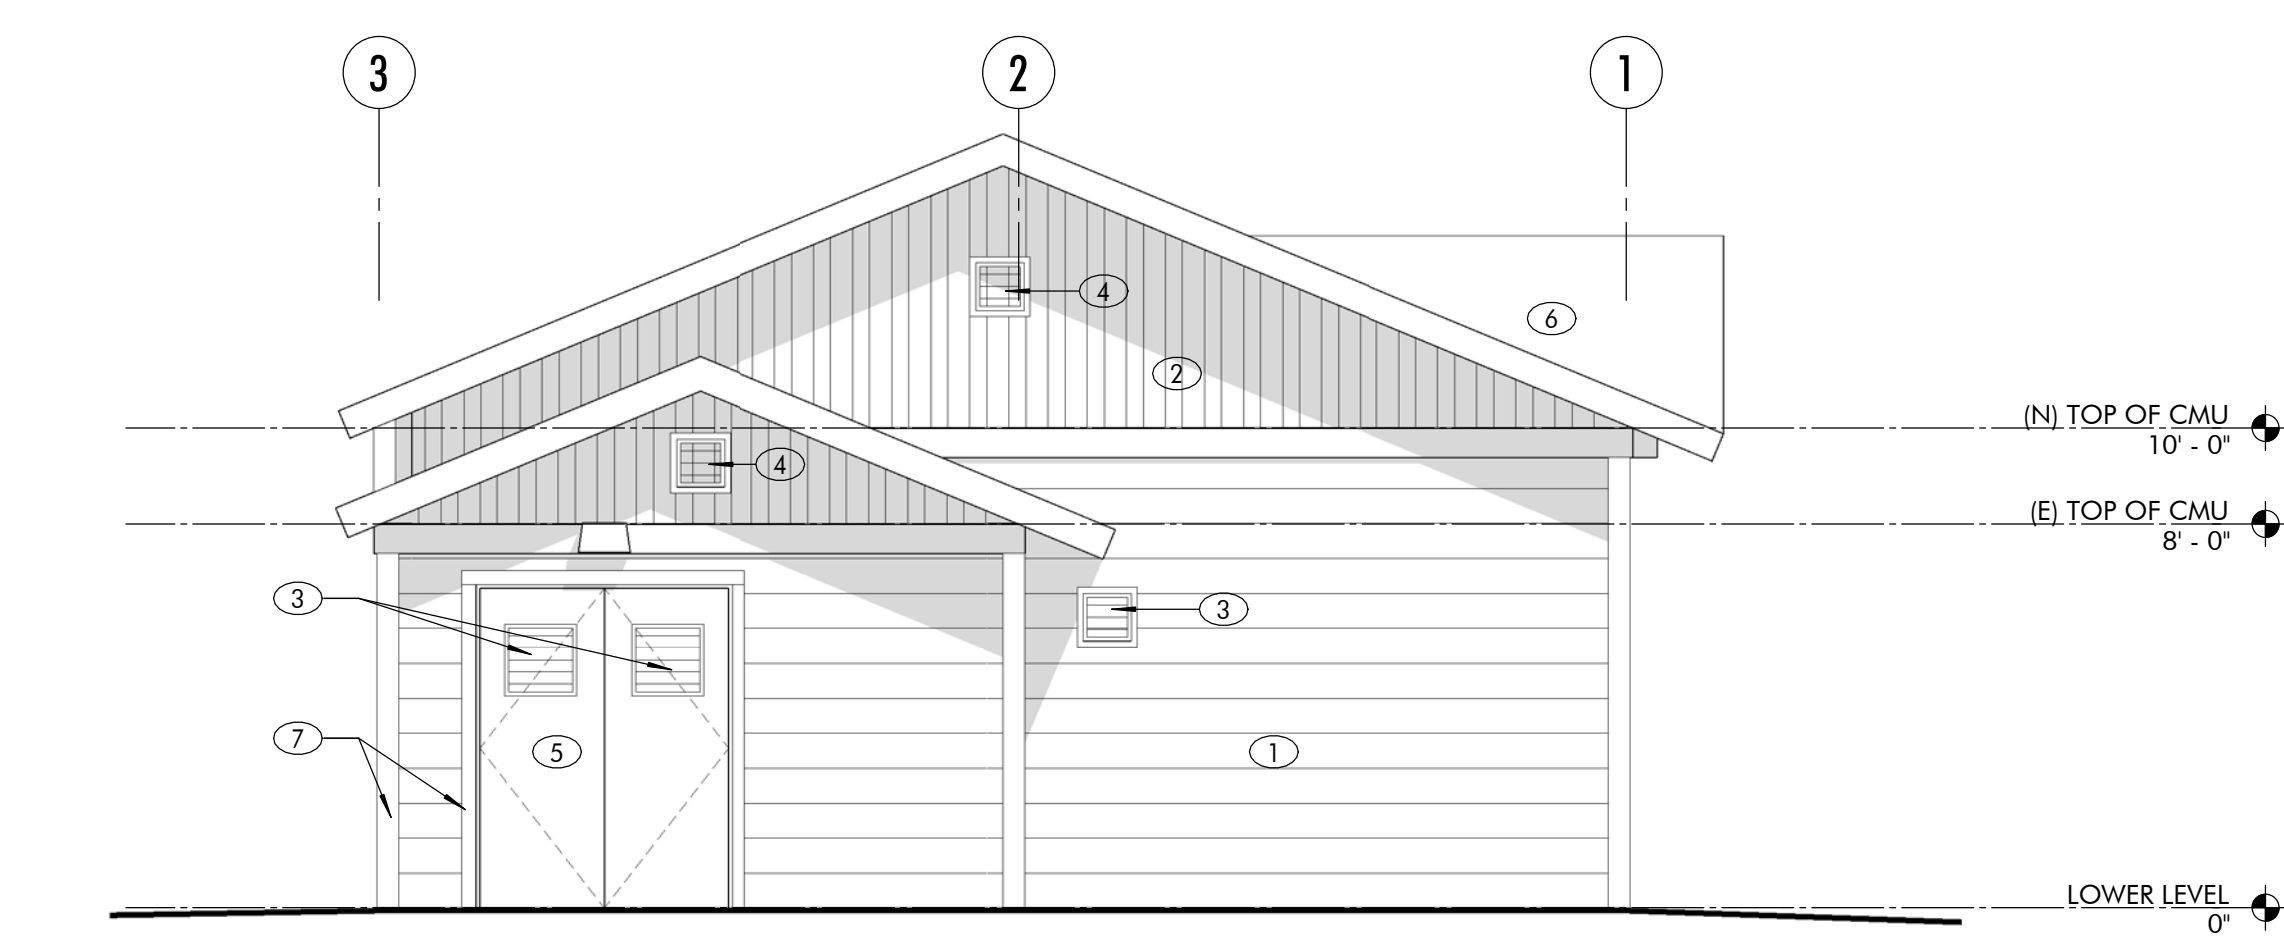 3
2
1
4
6
2
(N) TOP OF CMU
10' - 0"
4
(E) TOP OF CMU
8' - 0"
3
3
7
5
1
LOWER LEVEL
0"